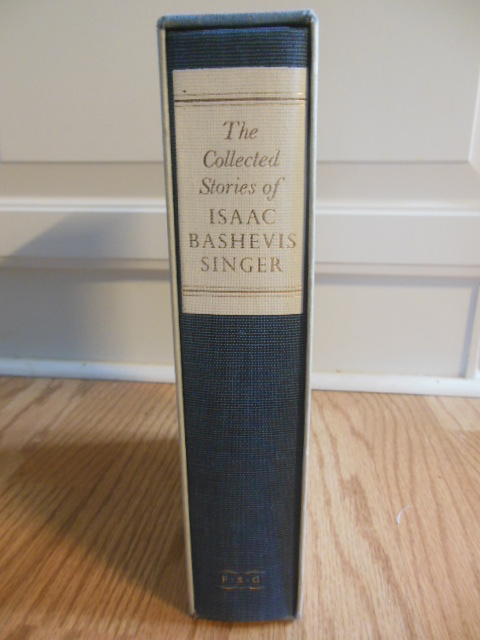 The
Collected
Stories of
ISAAC
BASHEVIS
SINGER
F·S·G